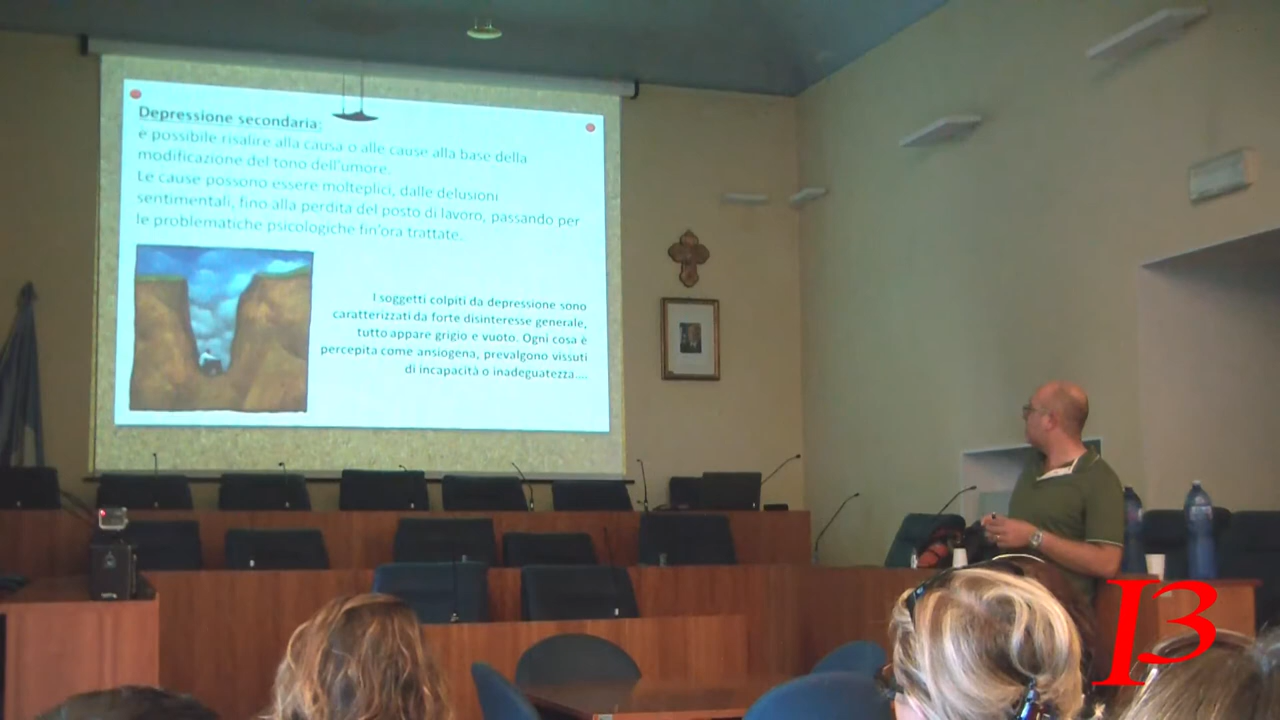 Depressione secondaria:
è possibile risalire alla causa o alle cause alla base della
modificazione del tono dell'umore.
Le cause possono essere molteplici, dalle delusioni
sentimentali, fino alla perdita del posto di lavoro, passando per
le problematiche psicologiche fin'ora trattate.
I soggetti colpiti da depressione sono
caratterizzati da forte disinteresse generale,
tutto appare grigio e vuoto. Ogni cosa è
percepita come ansiogena, prevalgono vissuti
di incapacità o inadeguatezza....